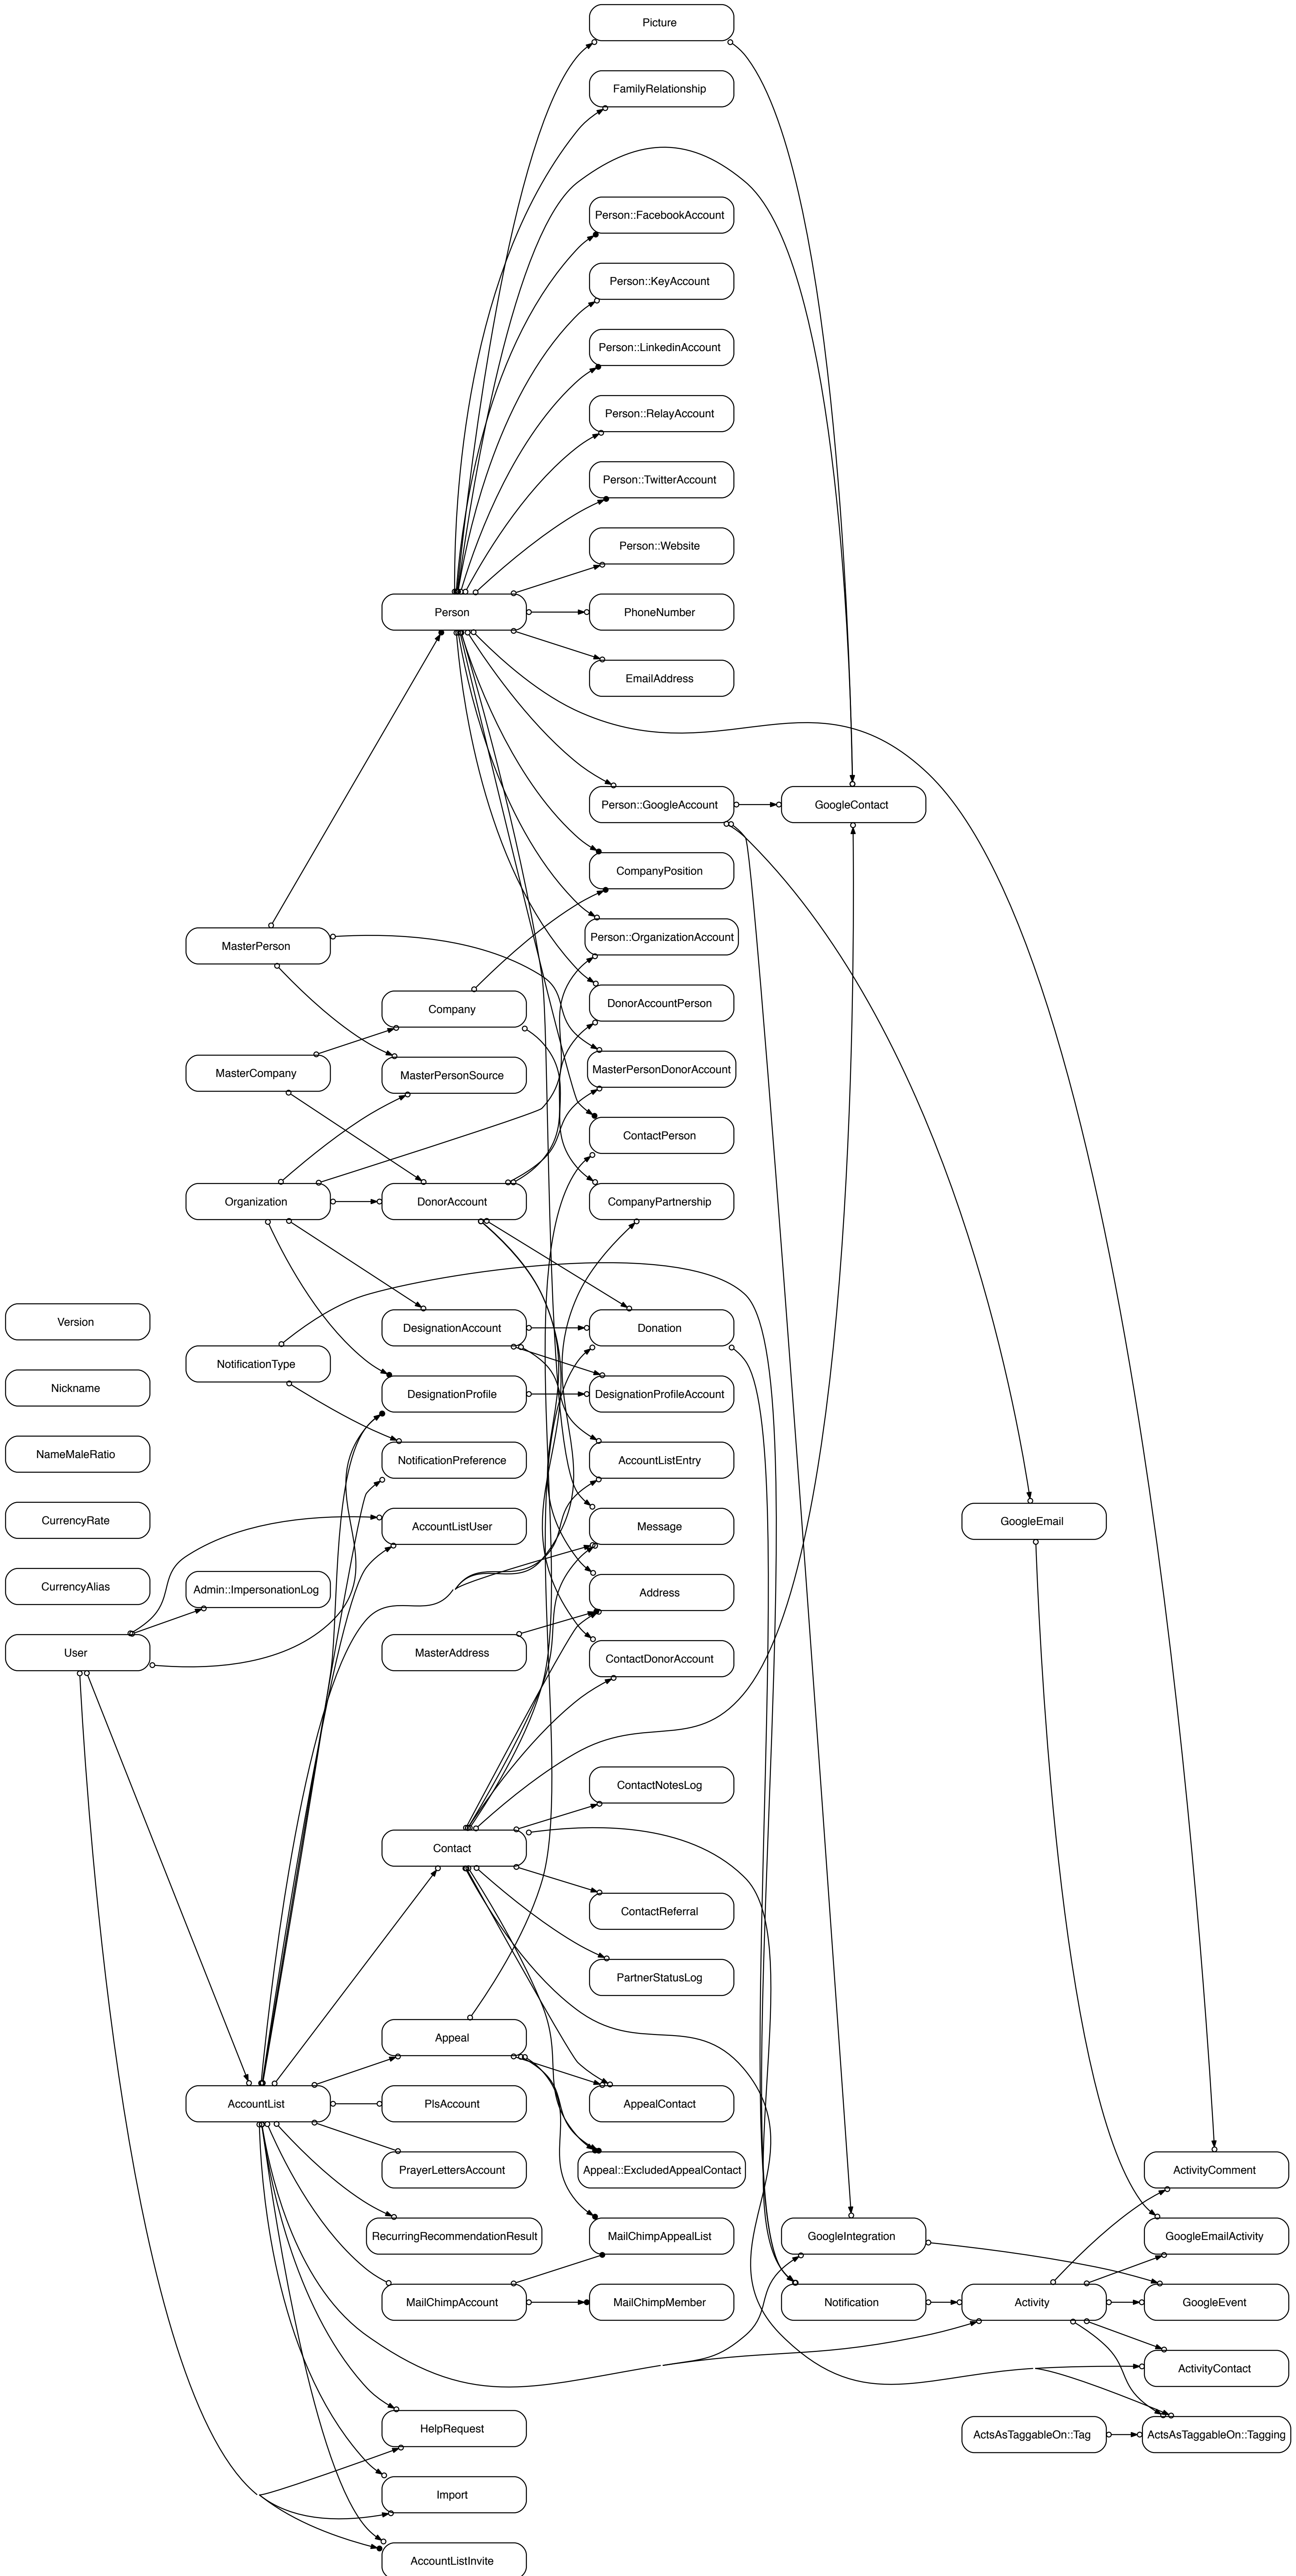 Picture
FamilyRelationship
Person::FacebookAccount
Person::KeyAccount
Person::LinkedinAccount
Person::RelayAccount
Person::TwitterAccount
Person::Website
Person
PhoneNumber
EmailAddress
Person::GoogleAccount
GoogleContact
CompanyPosition
Person::OrganizationAccount
MasterPerson
DonorAccountPerson
Company
MasterPersonDonorAccount
MasterCompany
MasterPersonSource
ContactPerson
Organization
DonorAccount
CompanyPartnership
Version
DesignationAccount
Donation
NotificationType
Nickname
DesignationProfile
DesignationProfileAccount
NameMaleRatio
NotificationPreference
AccountListEntry
CurrencyRate
AccountListUser
Message
GoogleEmail
CurrencyAlias
Admin::ImpersonationLog
Address
User
MasterAddress
ContactDonorAccount
ContactNotesLog
Contact
ContactReferral
PartnerStatusLog
Appeal
AccountList
PlsAccount
AppealContact
PrayerLettersAccount
Appeal::ExcludedAppealContact
ActivityComment
RecurringRecommendationResult
MailChimpAppealList
GoogleIntegration
GoogleEmailActivity
MailChimpAccount
MailChimpMember
Notification
Activity
GoogleEvent
ActivityContact
HelpRequest
ActsAsTaggableOn::Tag
ActsAsTaggableOn::Tagging
Import
AccountListInvite